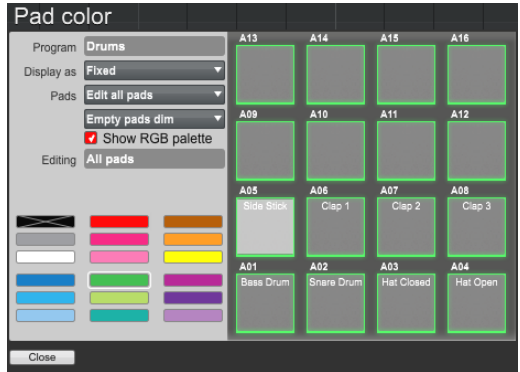 Pad color
Program Drums
Display as Fixed
Pads Edit all pads
Empty pads dim
Show RGB palette
Editing All pads
A13 A14 A15 A16
A09 A10 A11 A12
A05 A06 A07 A08
Side Stick Clap 1 Clap 2 Clap 3
A01 A02 A03 A04
Bass Drum Snare Drum Hat Closed Hat Open
Close